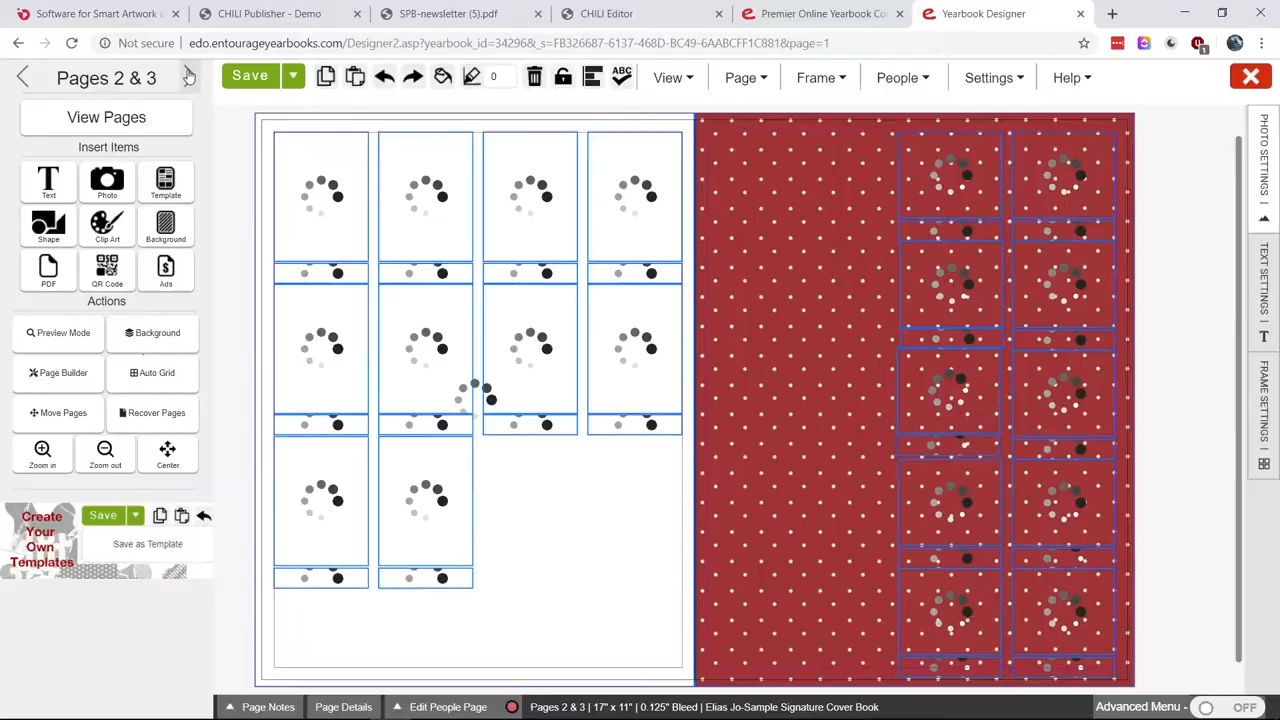 Software for Smart Artwork a
CHILI Publisher - Demo
SPB-newsletter (5).pdf
CHILI Editor
Premier Online Yearbook Co
Yearbook Designer
Not secure | edo.entourageyearbooks.com/Designer2.asp?yearbook_id=34296&_s=FB326687-6137-468D-BC49-6AABCFF1C881&page=1
1
Pages 2 & 3
Save
0
ABC
View
Page
Frame
People
Settings
Help
View Pages
Insert Items
Text
Photo
Template
Shape
Clip Art
Background
PDF
QR Code
Ads
Actions
Preview Mode
Background
Page Builder
Auto Grid
Move Pages
Recover Pages
Zoom in
Zoom out
Center
Create
Your
Own
Templates
Save
Save as Template
PHOTO SETTINGS |
TEXT SETTINGS |
FRAME SETTINGS |
Page Notes
Page Details
Edit People Page
Pages 2 & 3 | 17" x 11" | 0.125" Bleed | Elias Jo-Sample Signature Cover Book
Advanced Menu -
OFF